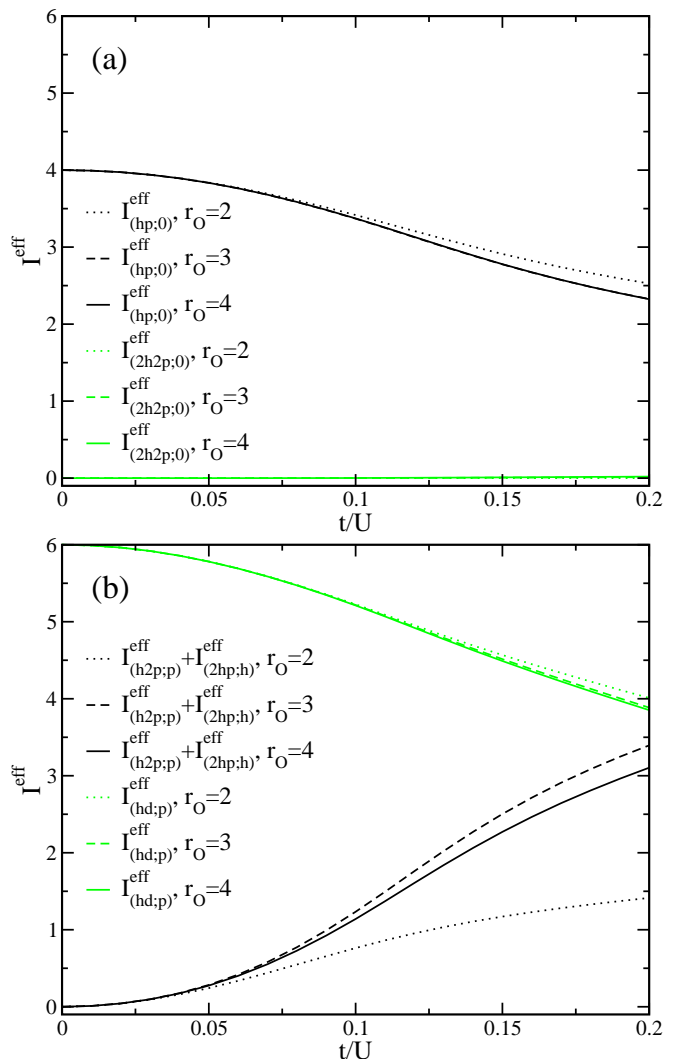 6
(a)
5
4
I^eff_(hp;0), r_O=2
I^eff_(hp;0), r_O=3
3
I^eff
I^eff_(hp;0), r_O=4
I^eff_(2h2p;0), r_O=2
2
I^eff_(2h2p;0), r_O=3
1
I^eff_(2h2p;0), r_O=4
0
0 0.05 0.1 0.15 0.2
t/U
6
(b)
5
I^eff_(h2p;p)+I^eff_(2hp;h), r_O=2
4
I^eff_(h2p;p)+I^eff_(2hp;h), r_O=3
I^eff_(h2p;p)+I^eff_(2hp;h), r_O=4
3
I^eff
I^eff_(hd;p), r_O=2
2
I^eff_(hd;p), r_O=3
I^eff_(hd;p), r_O=4
1
0
0 0.05 0.1 0.15 0.2
t/U